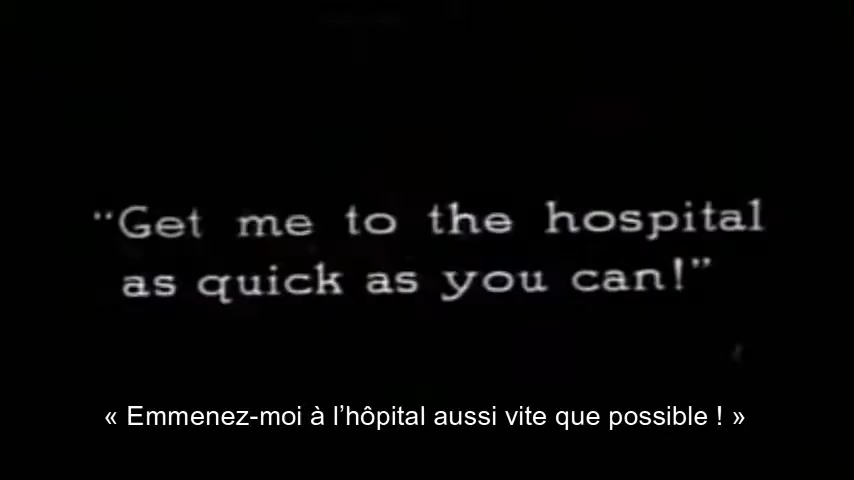 "Get me to the hospital
as quick as you can!"
« Emmenez-moi à l’hôpital aussi vite que possible ! »